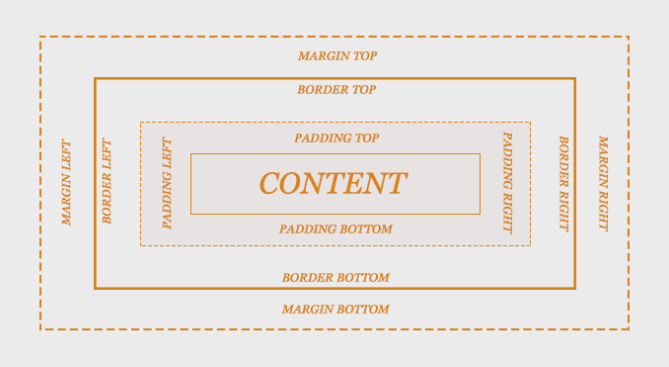 MARGIN TOP
BORDER TOP
PADDING TOP
MARGIN LEFT
BORDER LEFT
PADDING LEFT
CONTENT
PADDING RIGHT
BORDER RIGHT
MARGIN RIGHT
PADDING BOTTOM
BORDER BOTTOM
MARGIN BOTTOM